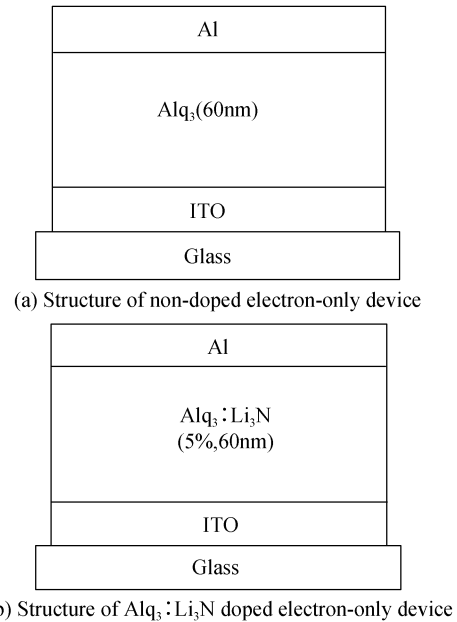 Al
Alq₃(60nm)
ITO
Glass
(a) Structure of non-doped electron-only device
Al
Alq₃:Li₃N
(5%,60nm)
ITO
Glass
) Structure of Alq₃:Li₃N doped electron-only device